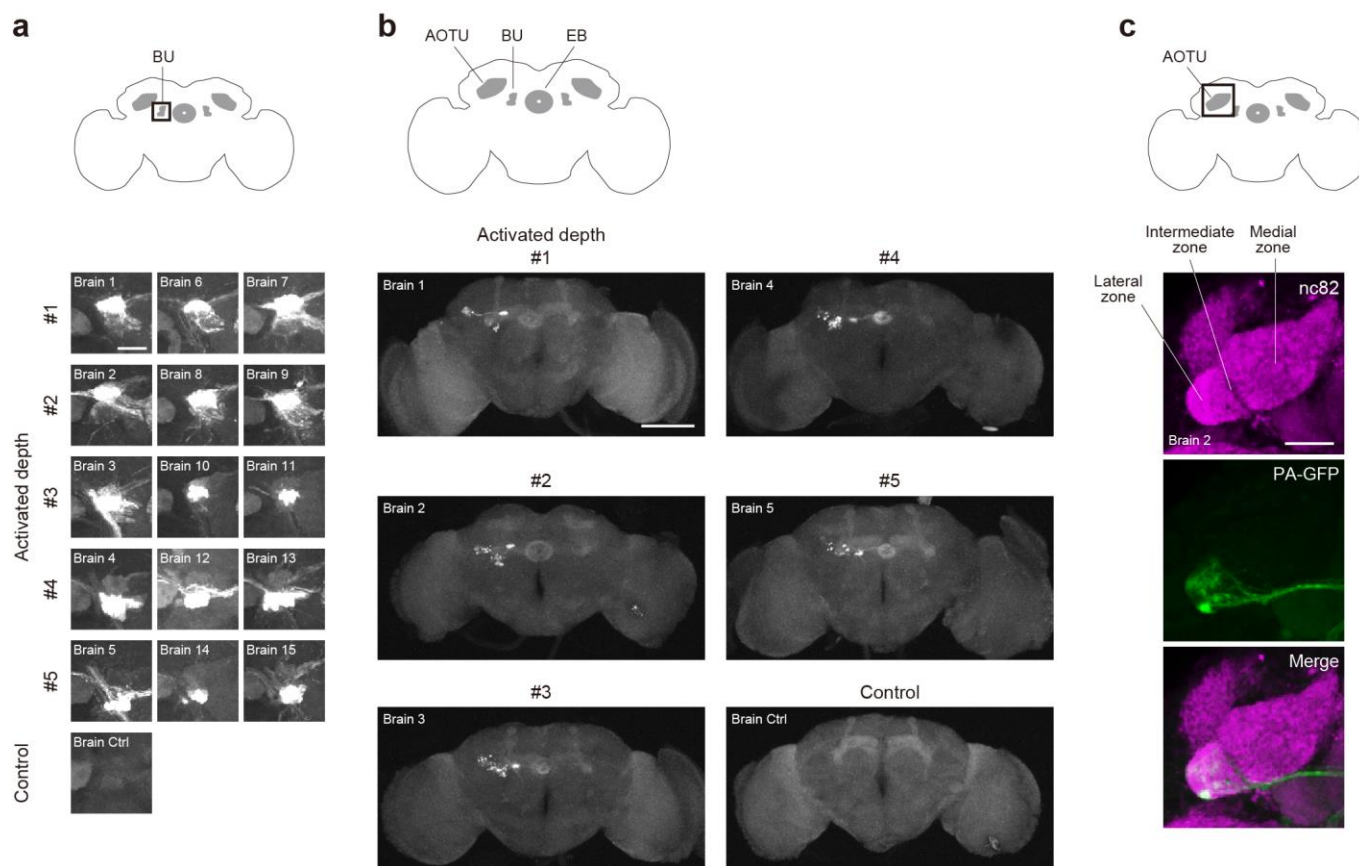 a
BU
Activated depth
#1
Brain 1
Brain 6
Brain 7
#2
Brain 2
Brain 8
Brain 9
#3
Brain 3
Brain 10
Brain 11
#4
Brain 4
Brain 12
Brain 13
#5
Brain 5
Brain 14
Brain 15
Control
Brain Ctrl
b
AOTU
BU
EB
Activated depth
#1
Brain 1
#4
Brain 4
#2
Brain 2
#5
Brain 5
#3
Brain 3
Control
Brain Ctrl
c
AOTU
Intermediate
zone
Medial
zone
Lateral
zone
nc82
Brain 2
PA-GFP
Merge